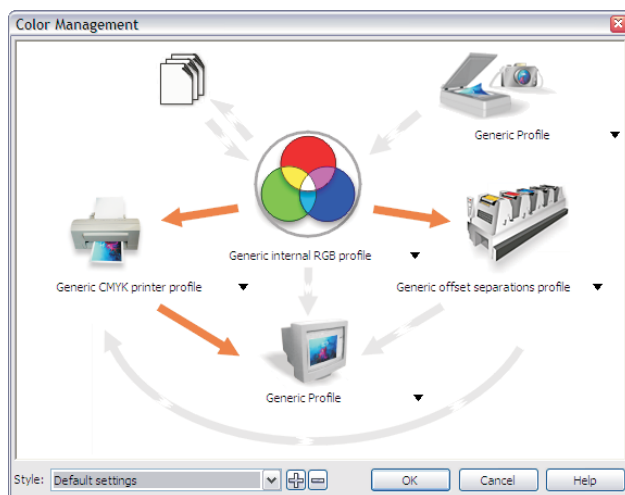 Color Management
Generic Profile
Generic internal RGB profile
Generic CMYK printer profile
Generic offset separations profile
Generic Profile
Style: Default settings OK Cancel Help